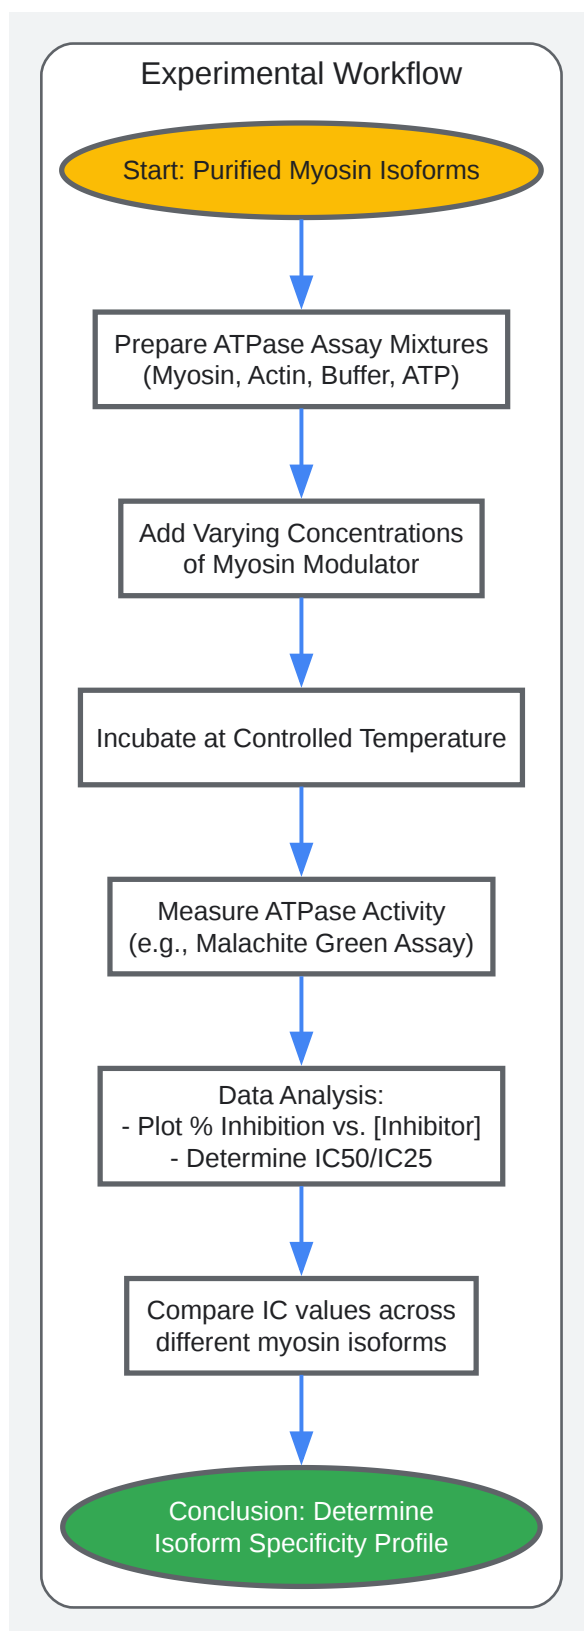 Experimental Workflow
Start: Purified Myosin Isoforms
Prepare ATPase Assay Mixtures
(Myosin, Actin, Buffer, ATP)
Add Varying Concentrations
of Myosin Modulator
Incubate at Controlled Temperature
Measure ATPase Activity
(e.g., Malachite Green Assay)
Data Analysis:
- Plot % Inhibition vs. [Inhibitor]
- Determine IC50/IC25
Compare IC values across
different myosin isoforms
Conclusion: Determine
Isoform Specificity Profile